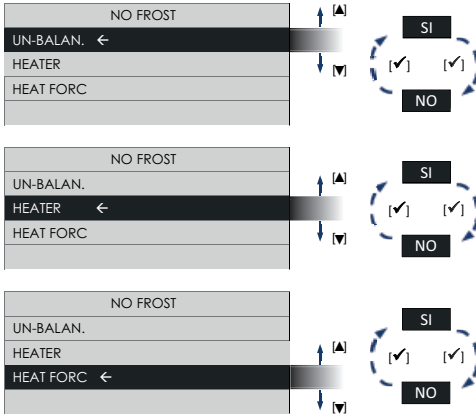 NO FROST
UN-BALAN. ←
HEATER
HEAT FORC
[▲]
[▼]
SI
[✔] [✔]
NO
NO FROST
UN-BALAN.
HEATER ←
HEAT FORC
[▲]
[▼]
SI
[✔] [✔]
NO
NO FROST
UN-BALAN.
HEATER
HEAT FORC ←
[▲]
[▼]
SI
[✔] [✔]
NO